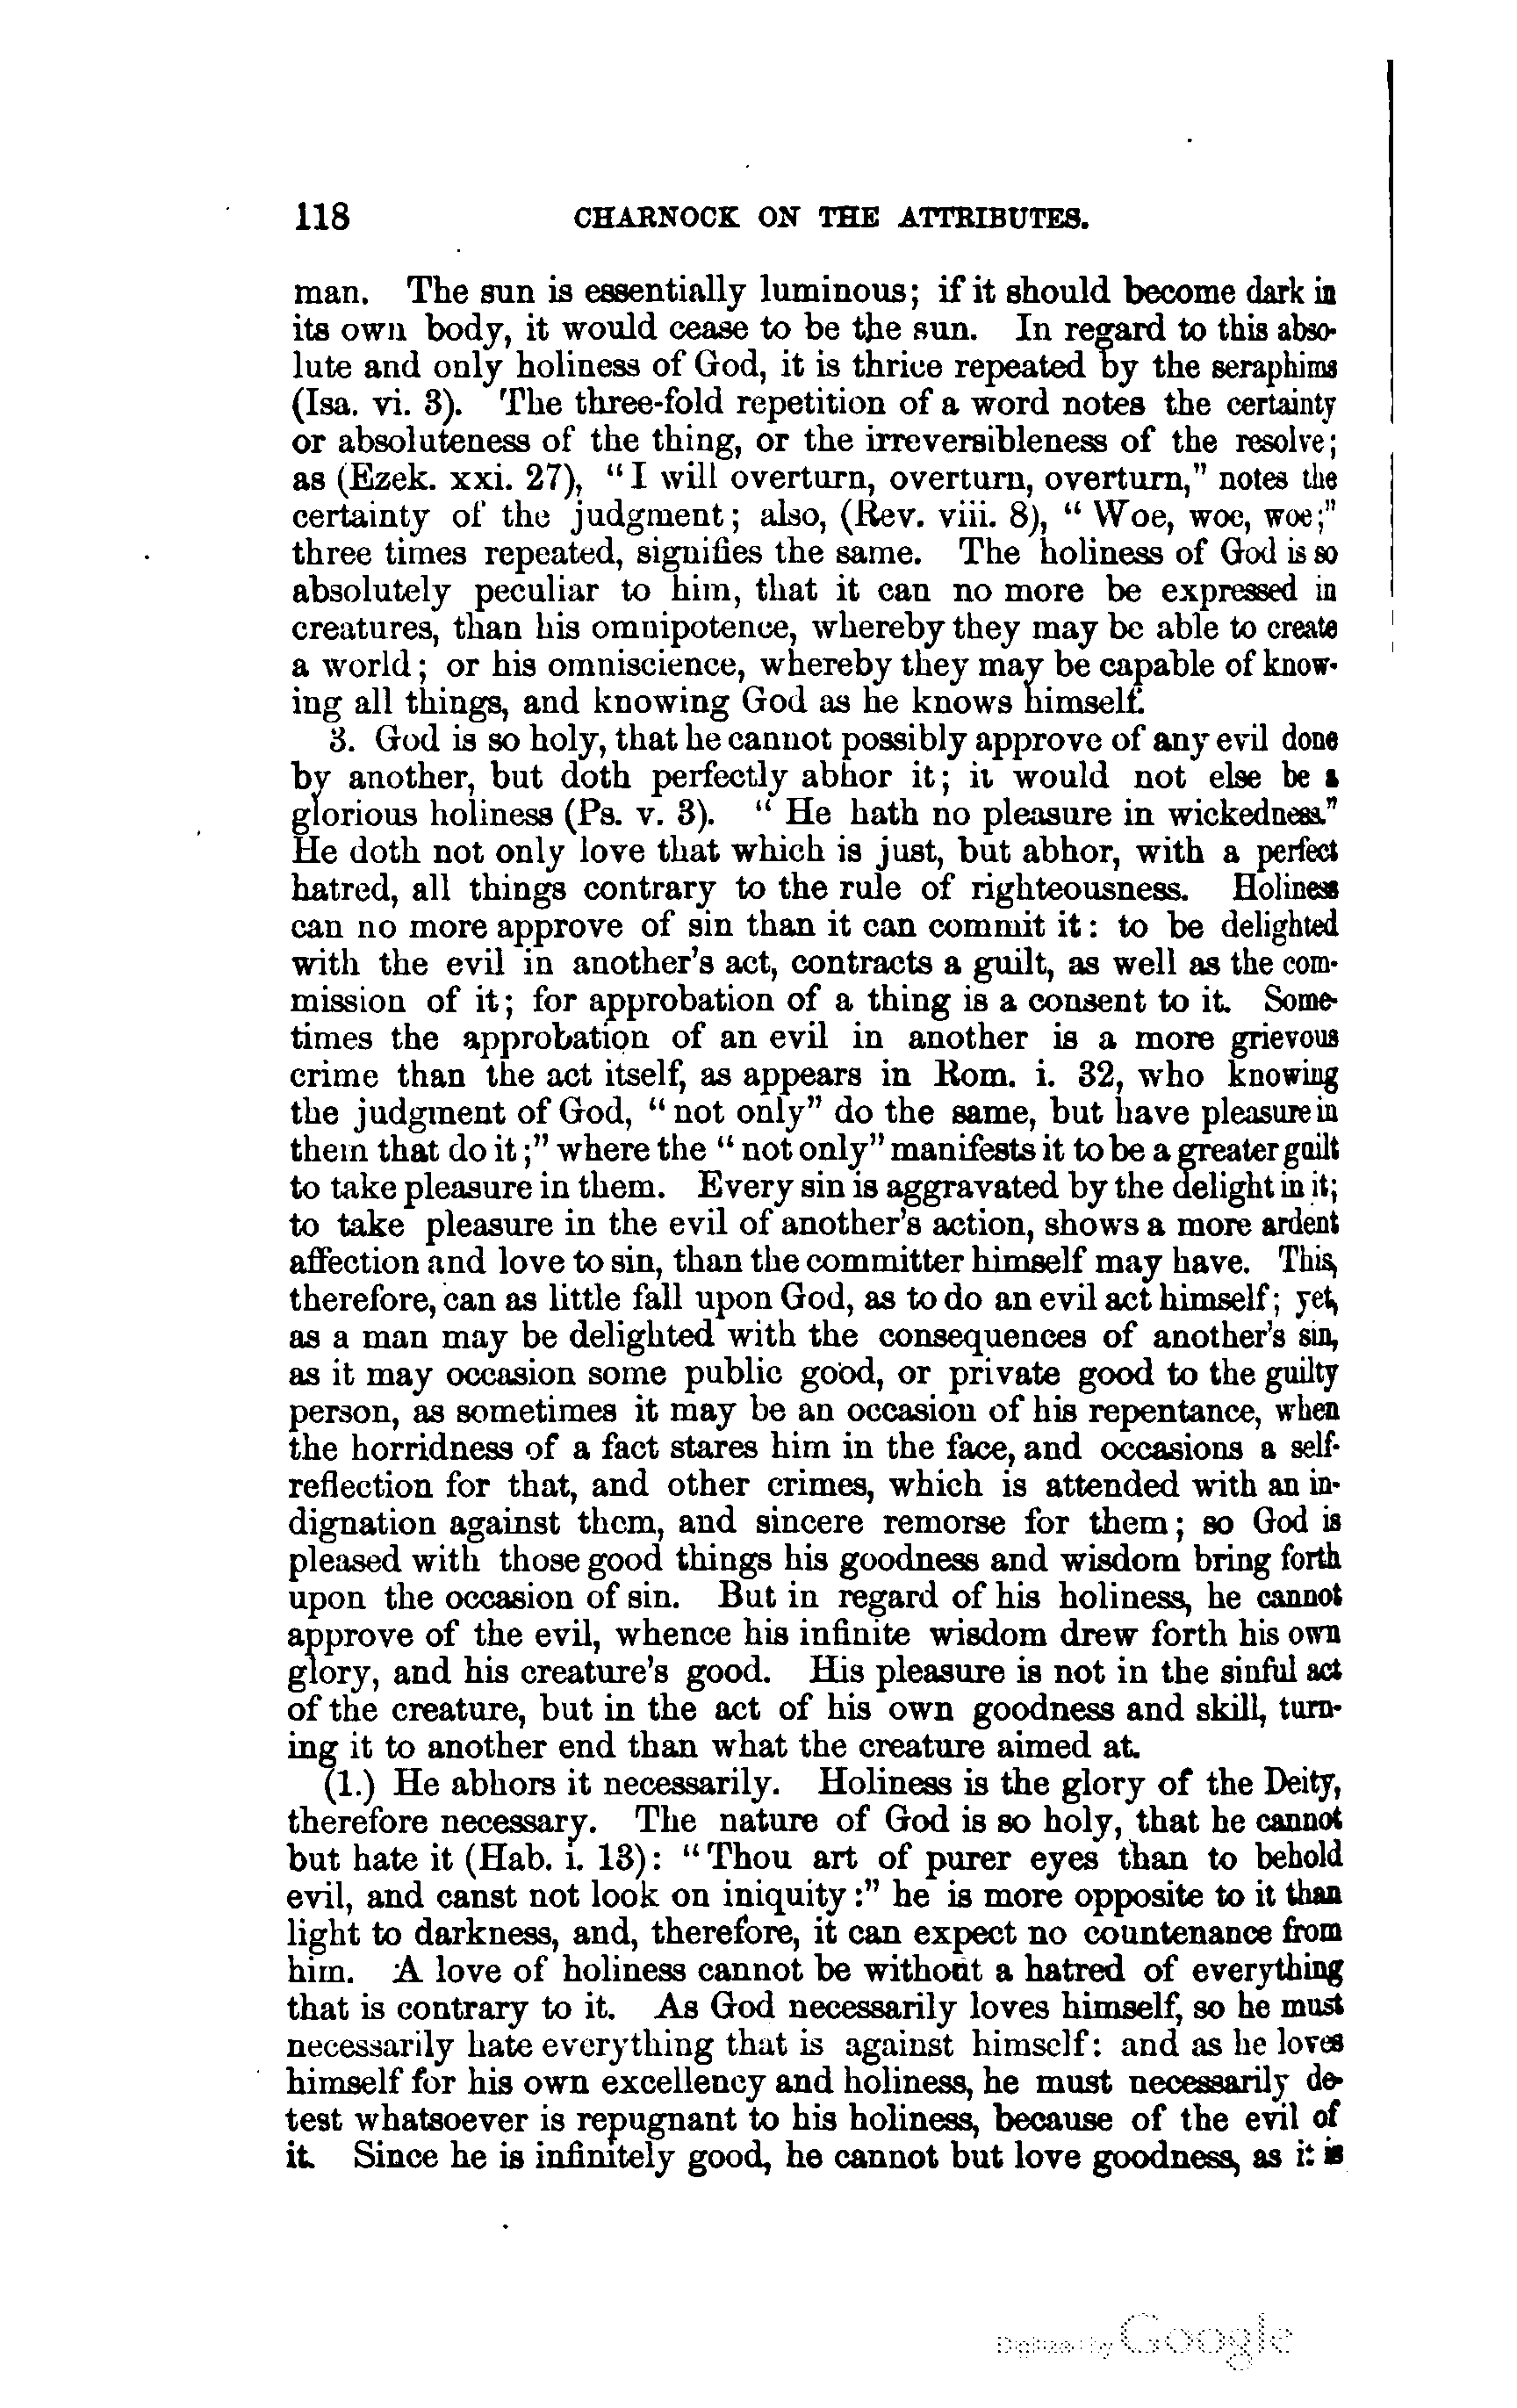 118 CHARNOCK ON THE ATTRIBUTES.
man. The sun is essentially luminous; if it should become dark in
its own body, it would cease to be the sun. In regard to this abso-
lute and only holiness of God, it is thrice repeated by the seraphims
(Isa. vi. 3). The three-fold repetition of a word notes the certainty
or absoluteness of the thing, or the irreversibleness of the resolve;
as (Ezek. xxi. 27), "I will overturn, overturn, overturn," notes the
certainty of the judgment; also, (Rev. viii. 8), "Woe, woe, woe;"
three times repeated, signifies the same. The holiness of God is so
absolutely peculiar to him, that it can no more be expressed in
creatures, than his omnipotence, whereby they may be able to create
a world; or his omniscience, whereby they may be capable of know-
ing all things, and knowing God as he knows himself.
3. God is so holy, that he cannot possibly approve of any evil done
by another, but doth perfectly abhor it; it would not else be a
glorious holiness (Ps. v. 3). "He hath no pleasure in wickedness."
He doth not only love that which is just, but abhor, with a perfect
hatred, all things contrary to the rule of righteousness. Holiness
can no more approve of sin than it can commit it: to be delighted
with the evil in another's act, contracts a guilt, as well as the com-
mission of it; for approbation of a thing is a consent to it. Some-
times the approbation of an evil in another is a more grievous
crime than the act itself, as appears in Rom. i. 32, who knowing
the judgment of God, "not only" do the same, but have pleasure in
them that do it;" where the "not only" manifests it to be a greater guilt
to take pleasure in them. Every sin is aggravated by the delight in it;
to take pleasure in the evil of another's action, shows a more ardent
affection and love to sin, than the committer himself may have. This,
therefore, can as little fall upon God, as to do an evil act himself; yet,
as a man may be delighted with the consequences of another's sin,
as it may occasion some public good, or private good to the guilty
person, as sometimes it may be an occasion of his repentance, when
the horridness of a fact stares him in the face, and occasions a self-
reflection for that, and other crimes, which is attended with an in-
dignation against them, and sincere remorse for them; so God is
pleased with those good things his goodness and wisdom bring forth
upon the occasion of sin. But in regard of his holiness, he cannot
approve of the evil, whence his infinite wisdom drew forth his own
glory, and his creature's good. His pleasure is not in the sinful act
of the creature, but in the act of his own goodness and skill, turn-
ing it to another end than what the creature aimed at.
(1.) He abhors it necessarily. Holiness is the glory of the Deity,
therefore necessary. The nature of God is so holy, that he cannot
but hate it (Hab. i. 13): "Thou art of purer eyes than to behold
evil, and canst not look on iniquity:" he is more opposite to it than
light to darkness, and, therefore, it can expect no countenance from
him. A love of holiness cannot be without a hatred of everything
that is contrary to it. As God necessarily loves himself, so he must
necessarily hate everything that is against himself: and as he loves
himself for his own excellency and holiness, he must necessarily de-
test whatsoever is repugnant to his holiness, because of the evil of
it. Since he is infinitely good, he cannot but love goodness, as it is
Digitized by Google